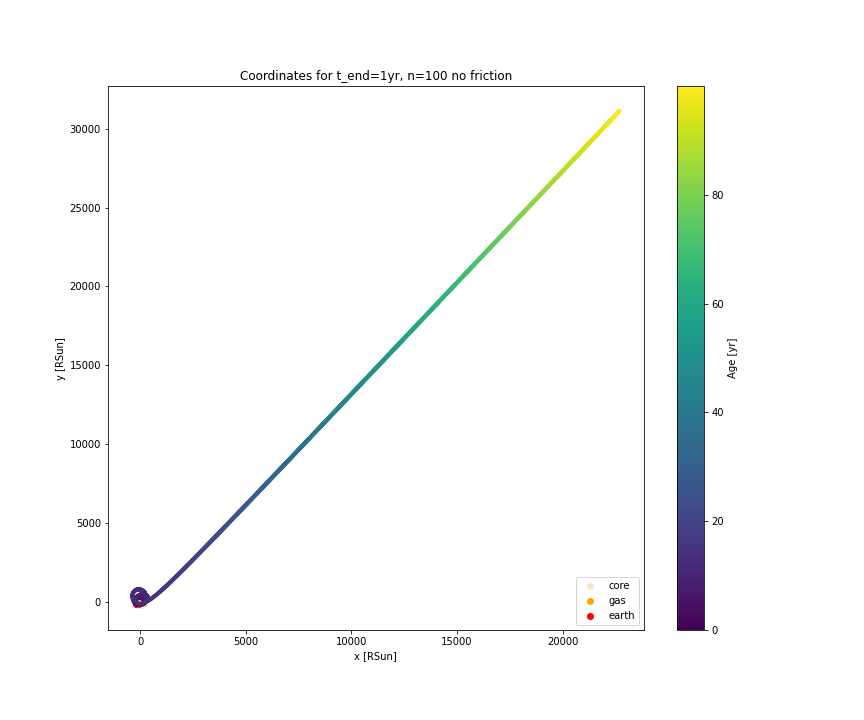 Coordinates for t_end=1yr, n=100 no friction
30000
25000
20000
15000
10000
5000
0
y [RSun]
0
5000
10000
15000
20000
x [RSun]
core
gas
earth
80
60
40
20
0
Age [yr]